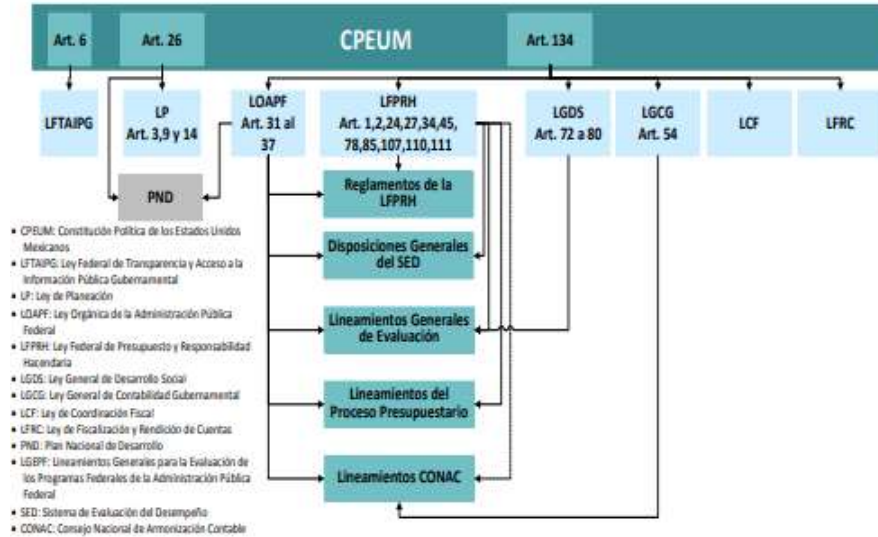 Art. 6
Art. 26
CPEUM
Art. 134
LFTAIPG
LP
Art. 3,9 y 14
LOAPF
Art. 31 al
37
LFPRH
Art. 1,2,24,27,34,45,
78,85,107,110,111
LGDS
Art. 72 a 80
LGCG
Art. 54
LCF
LFRC
PND
Reglamentos de la
LFPRH
Disposiciones Generales
del SED
Lineamientos Generales
de Evaluación
Lineamientos del
Proceso Presupuestario
Lineamientos CONAC
• CPEUM: Constitución Política de los Estados Unidos
Mexicanos
• LFTAIPG: Ley Federal de Transparencia y Acceso a la
Información Pública Gubernamental
• LP: Ley de Planeación
• LOAPF: Ley Orgánica de la Administración Pública
Federal
• LFPRH: Ley Federal de Presupuesto y Responsabilidad
Hacendaria
• LGDS: Ley General de Desarrollo Social
• LGCG: Ley General de Contabilidad Gubernamental
• LCF: Ley de Coordinación Fiscal
• LFRC: Ley de Fiscalización y Rendición de Cuentas
• PND: Plan Nacional de Desarrollo
• LGEPF: Lineamientos Generales para la Evaluación de
los Programas Federales de la Administración Pública
Federal
• SED: Sistema de Evaluación del Desempeño
• CONAC: Consejo Nacional de Armonización Contable